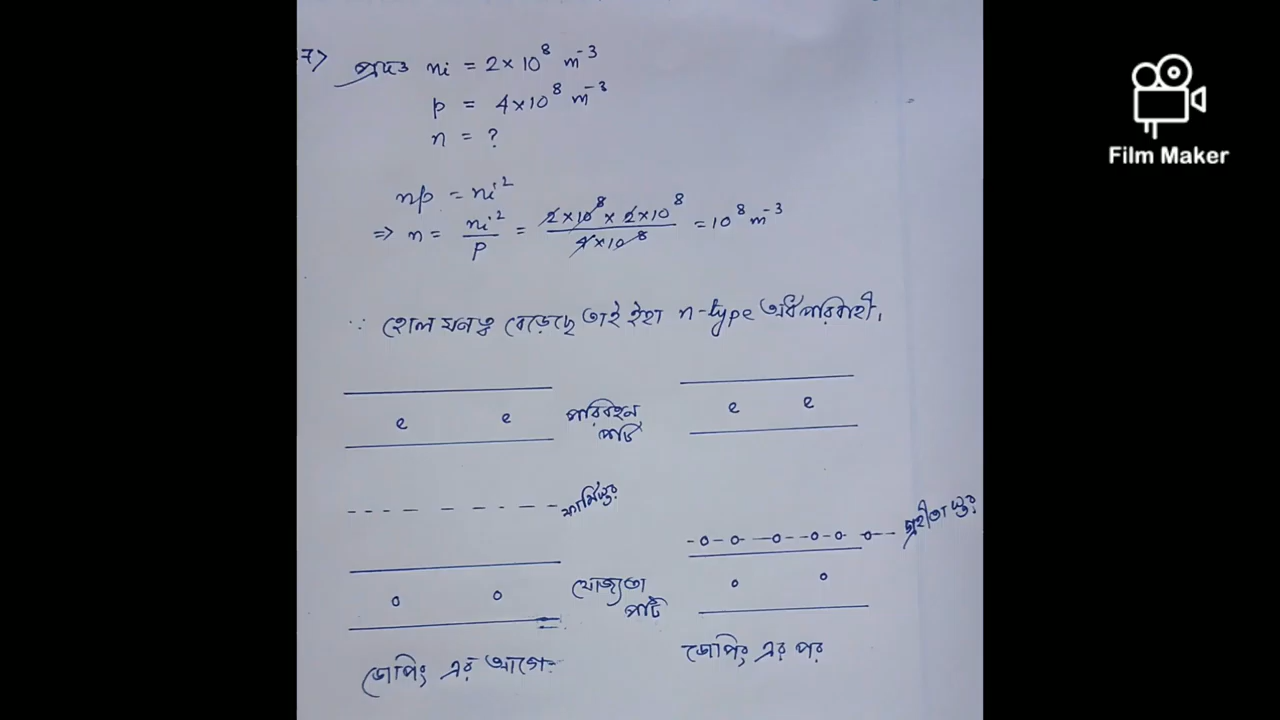 7> প্রদত্ত ni = 2×10⁸ m⁻³
p = 4×10⁸ m⁻³
n = ?
np = ni²
⇒ n = ni²/p = 2×10⁸ × 2×10⁸ / 4×10⁸ = 10⁸ m⁻³
∵ হোল ঘনত্ব বেড়েছে তাই ইহা n-type অর্ধপরিবাহী।
e e পরিবহন পটি e e
ফার্মিস্তর
গ্রহীতা স্তর
o o যোজ্যতা পটি o o
ডোপিং এর আগে
ডোপিং এর পর
Film Maker